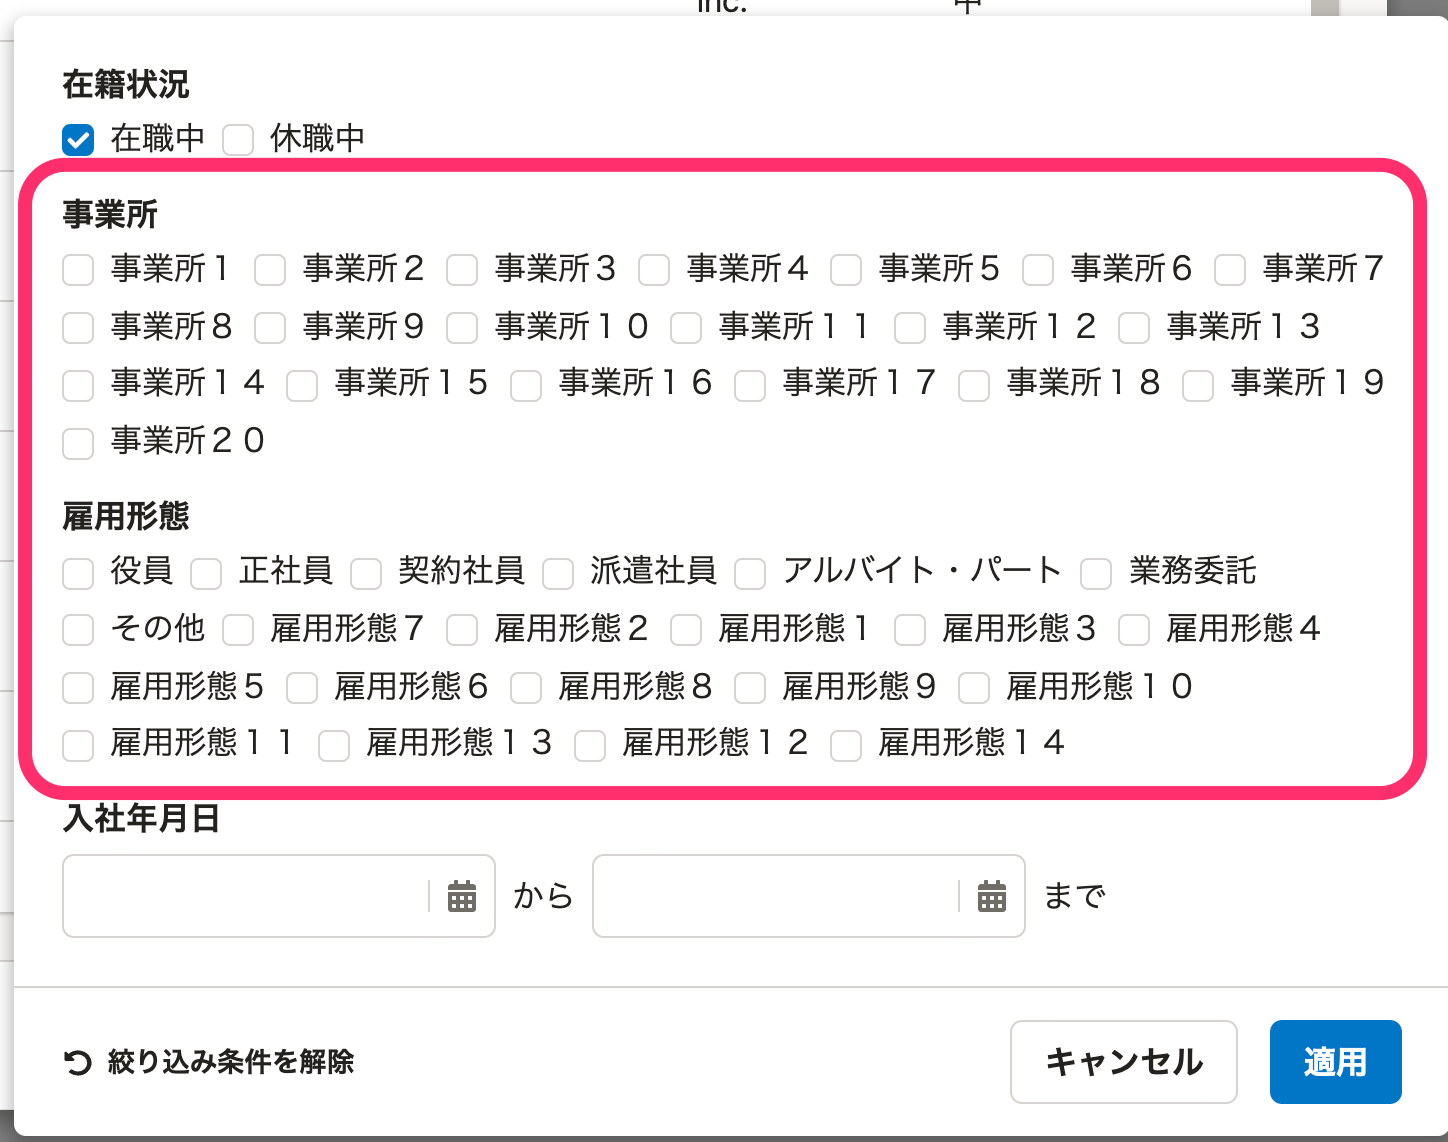 Inc.
中
在籍状況
在職中 休職中
事業所
事業所１ 事業所２ 事業所３ 事業所４ 事業所５ 事業所６ 事業所７
事業所８ 事業所９ 事業所１０ 事業所１１ 事業所１２ 事業所１３
事業所１４ 事業所１５ 事業所１６ 事業所１７ 事業所１８ 事業所１９
事業所２０
雇用形態
役員 正社員 契約社員 派遣社員 アルバイト・パート 業務委託
その他 雇用形態７ 雇用形態２ 雇用形態１ 雇用形態３ 雇用形態４
雇用形態５ 雇用形態６ 雇用形態８ 雇用形態９ 雇用形態１０
雇用形態１１ 雇用形態１３ 雇用形態１２ 雇用形態１４
入社年月日
から まで
絞り込み条件を解除 キャンセル 適用